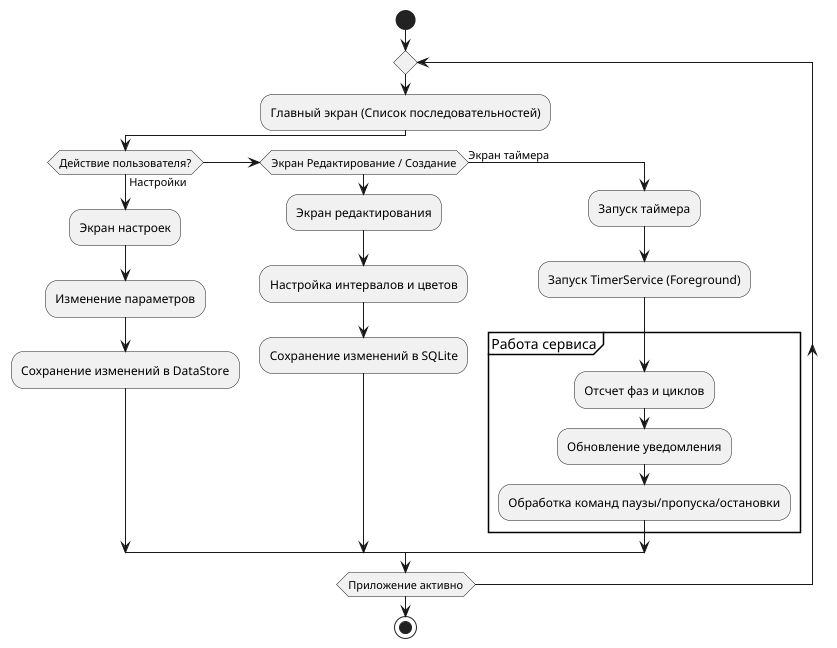 Главный экран (Список последовательностей)
Действие пользователя?
Экран Редактирование / Создание
Экран таймера
Настройки
Экран настроек
Изменение параметров
Сохранение изменений в DataStore
Экран редактирования
Настройка интервалов и цветов
Сохранение изменений в SQLite
Запуск таймера
Запуск TimerService (Foreground)
Работа сервиса
Отсчет фаз и циклов
Обновление уведомления
Обработка команд паузы/пропуска/остановки
Приложение активно